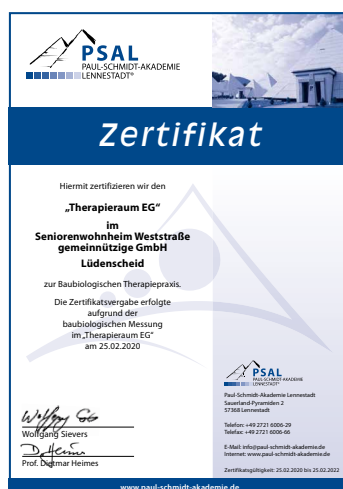 PSAL
PAUL-SCHMIDT-AKADEMIE
LENNESTADT®
Zertifikat
Hiermit zertifizieren wir den
„Therapieraum EG“
im
Seniorenwohnheim Weststraße
gemeinnützige GmbH
Lüdenscheid
zur Baubiologischen Therapiepraxis.
Die Zertifikatsvergabe erfolgte
aufgrund der
baubiologischen Messung
im „Therapieraum EG“
am 25.02.2020
Wolfgang Sievers
Prof. Dietmar Heimes
PSAL
PAUL-SCHMIDT-AKADEMIE
LENNESTADT
Paul-Schmidt-Akademie Lennestadt
Sauerland-Pyramiden 2
57368 Lennestadt
Telefon: +49 2721 6006-29
Telefax: +49 2721 6006-66
E-Mail: info@paul-schmidt-akademie.de
Internet: www.paul-schmidt-akademie.de
Zertifikatsgültigkeit: 25.02.2020 bis 25.02.2022
www.paul-schmidt-akademie.de